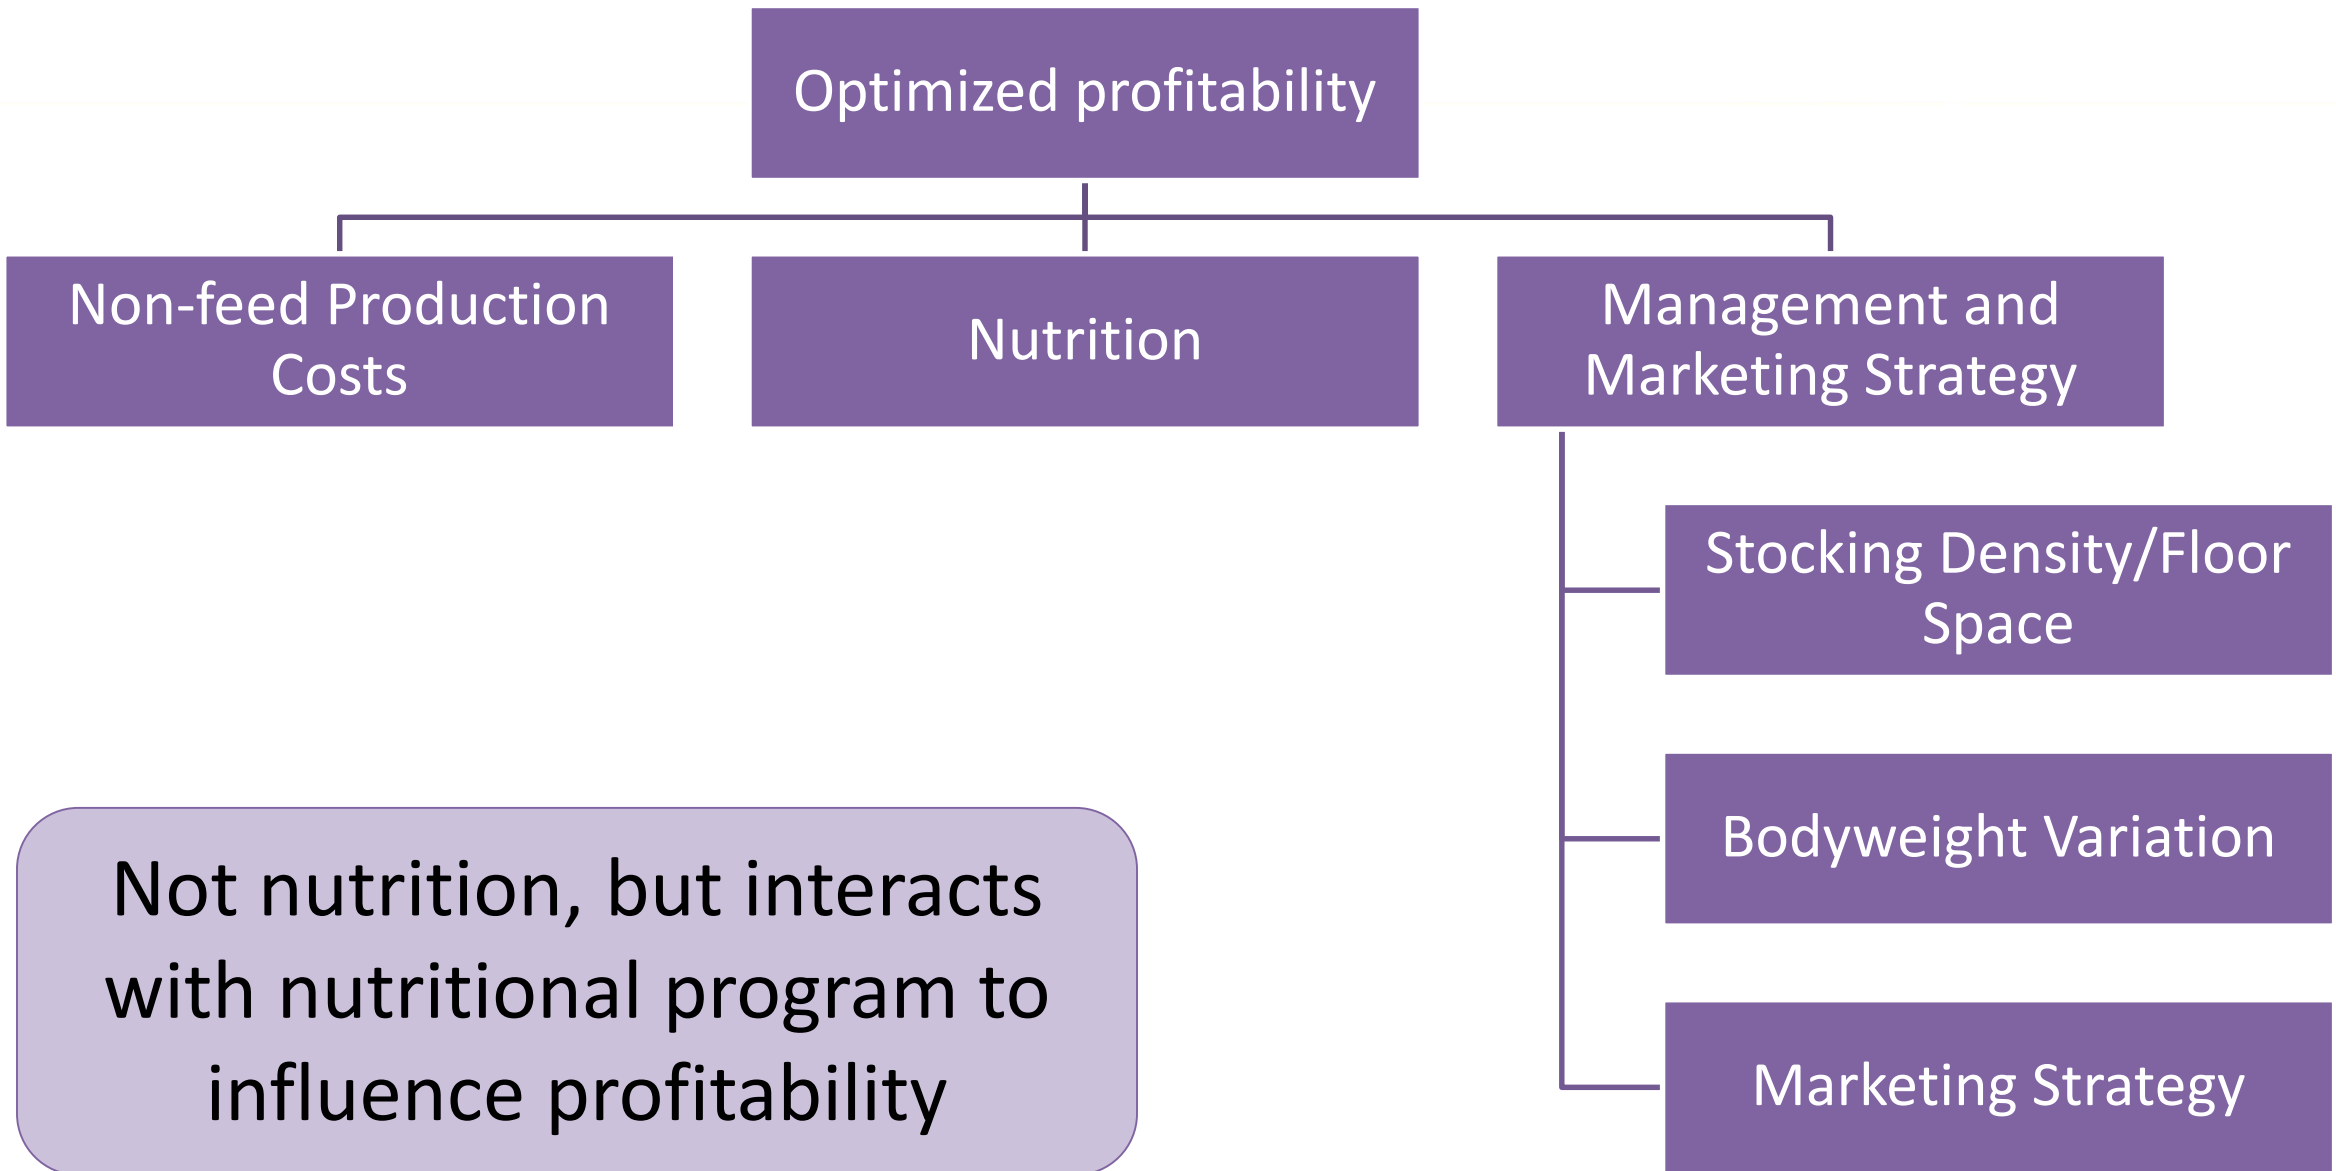 Optimized profitability
Non-feed Production
Costs
Nutrition
Management and
Marketing Strategy
Stocking Density/Floor
Space
Bodyweight Variation
Marketing Strategy
Not nutrition, but interacts
with nutritional program to
influence profitability